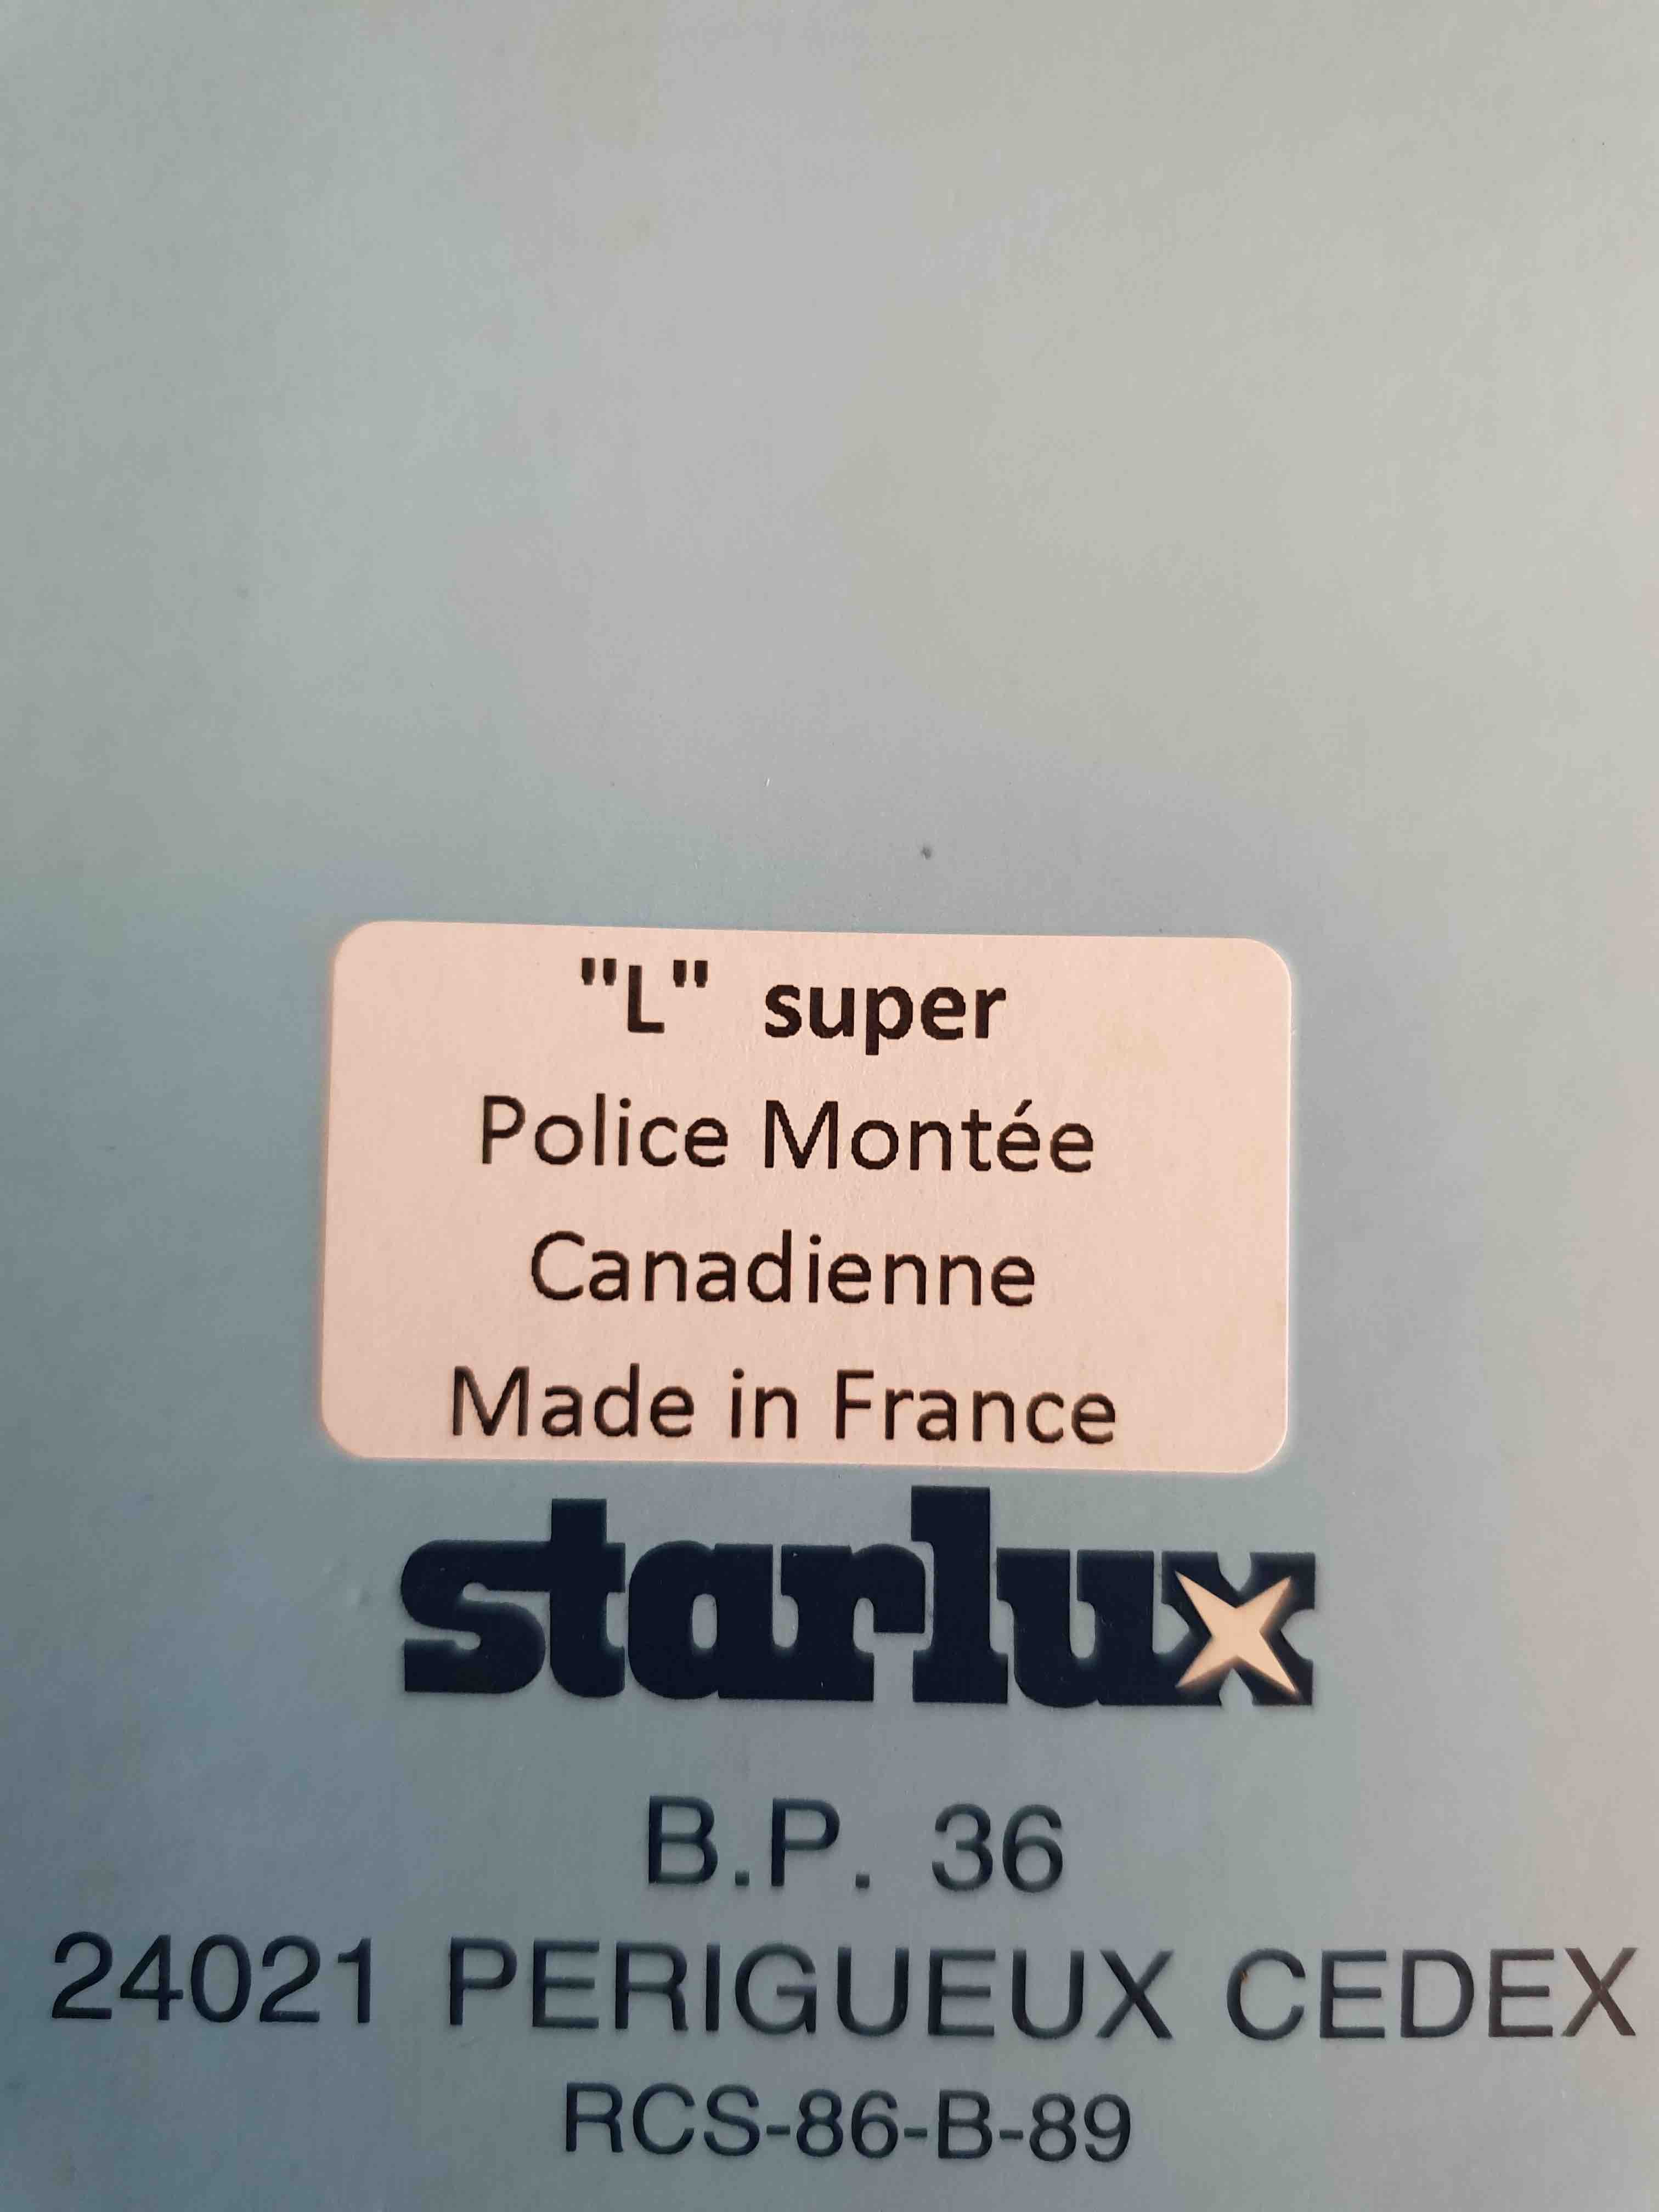 "L" super
Police Montée
Canadienne
Made in France
starlux
B.P. 36
24021 PERIGUEUX CEDEX
RCS-86-B-89